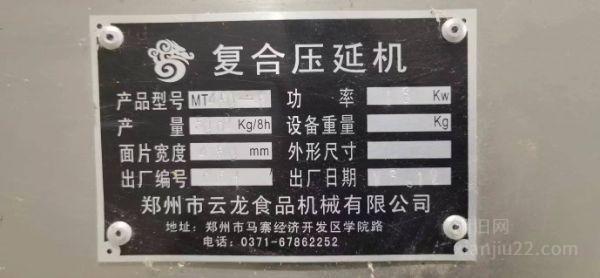 复合压延机
产品型号 MT 功率 Kw
产量 Kg/8h 设备重量 Kg
面片宽度 mm 外形尺寸
出厂编号 出厂日期
郑州市云龙食品机械有限公司
地址：郑州市马寨经济开发区学院路
电话：0371-67862252